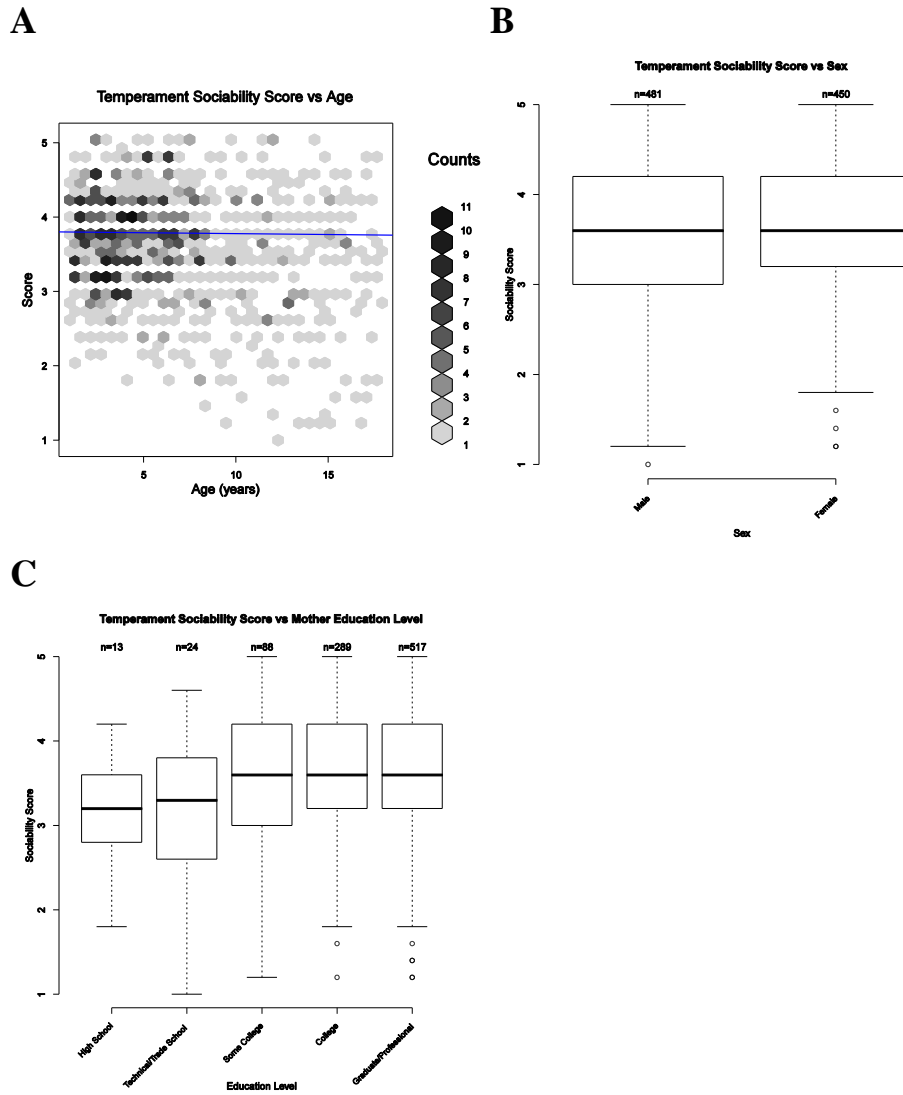 A
Temperament Sociability Score vs Age
5
4
3
2
1
Score
5
10
15
Age (years)
Counts
11
10
9
8
7
6
5
4
3
2
1
B
Temperament Sociability Score vs Sex
n=481
n=450
5
4
3
2
1
Sociability Score
Male
Female
Sex
C
Temperament Sociability Score vs Mother Education Level
n=13
n=24
n=88
n=289
n=517
5
4
3
2
1
Sociability Score
High School
Technical/Trade School
Some College
College
Graduate/Professional
Education Level